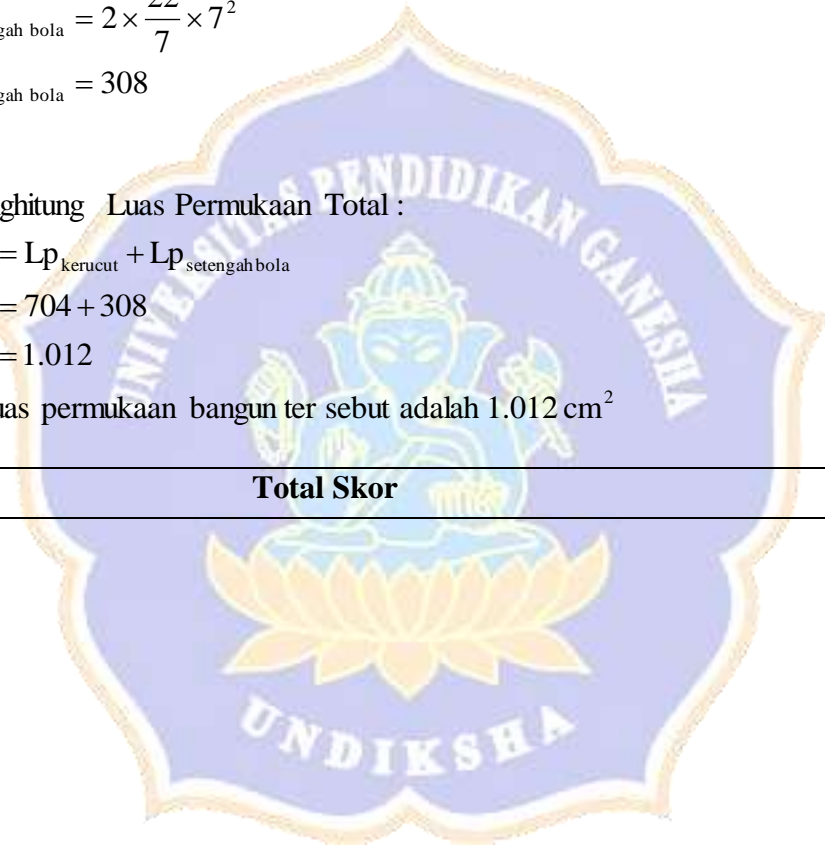 gah bola = 2 × 22/7 × 7²
gah bola = 308
ghitung Luas Permukaan Total :
= Lp kerucut + Lp setengah bola
= 704 + 308
= 1.012
uas permukaan bangun ter sebut adalah 1.012 cm²
Total Skor
UNIVERSITAS PENDIDIKAN GANESHA
UNDIKSHA